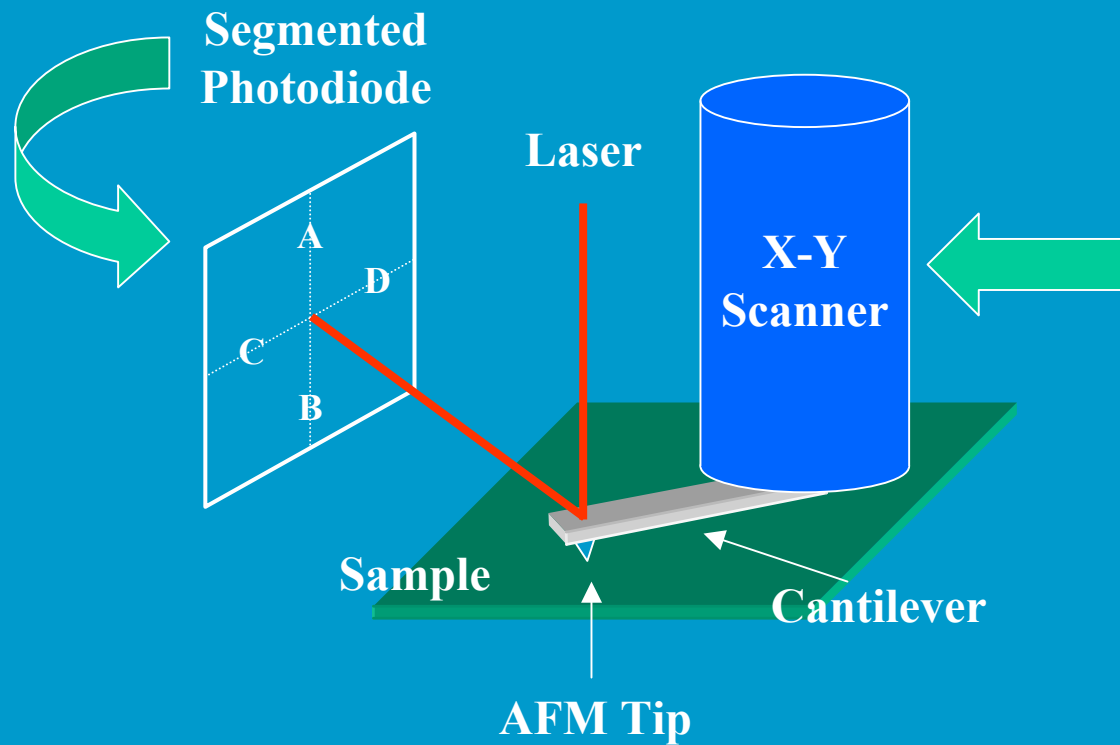 Segmented
Photodiode
Laser
X-Y
Scanner
A
D
C
B
Sample
Cantilever
AFM Tip